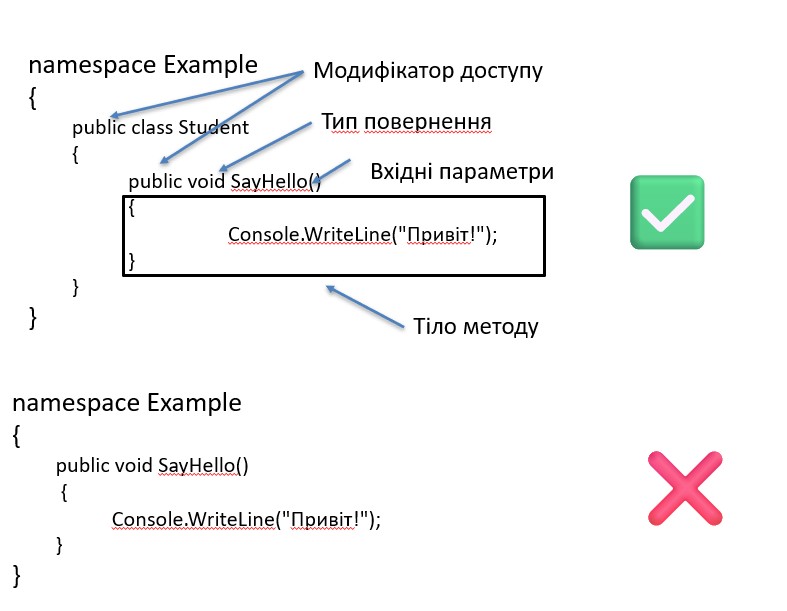 namespace Example
Модифікатор доступу
{
public class Student
Тип повернення
{
Вхідні параметри
public void SayHello()
{
Console.WriteLine("Привіт!");
}
}
}
Тіло методу
namespace Example
{
public void SayHello()
{
Console.WriteLine("Привіт!");
}
}